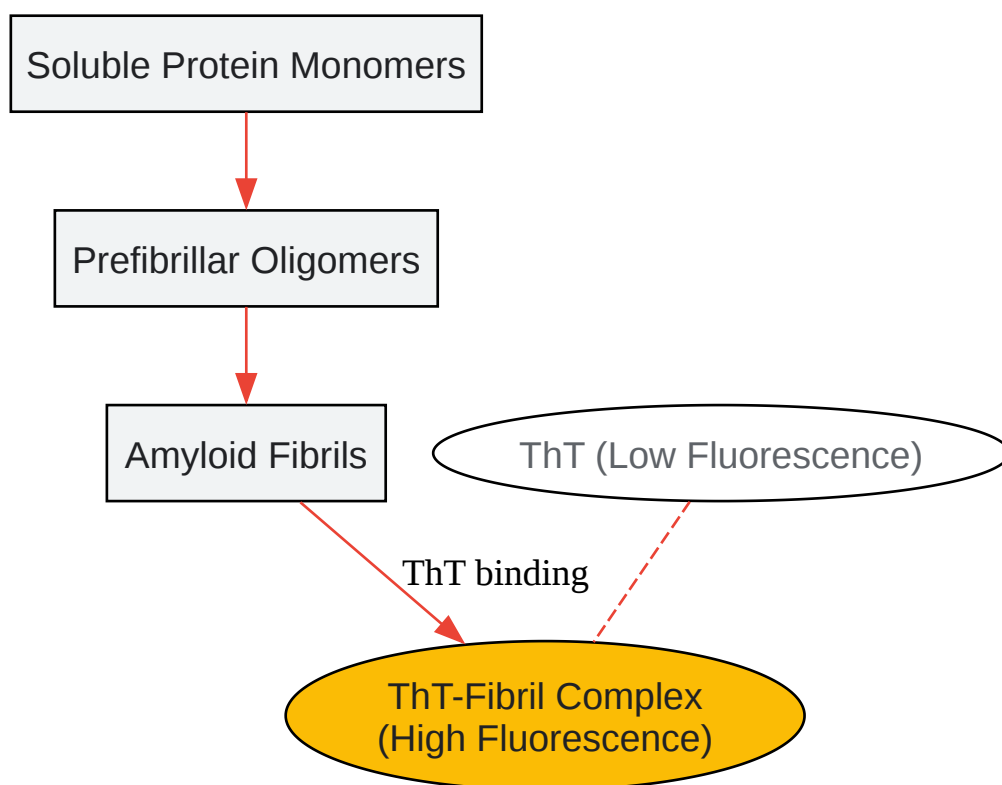 Soluble Protein Monomers
Prefibrillar Oligomers
Amyloid Fibrils
ThT (Low Fluorescence)
ThT binding
ThT-Fibril Complex
(High Fluorescence)